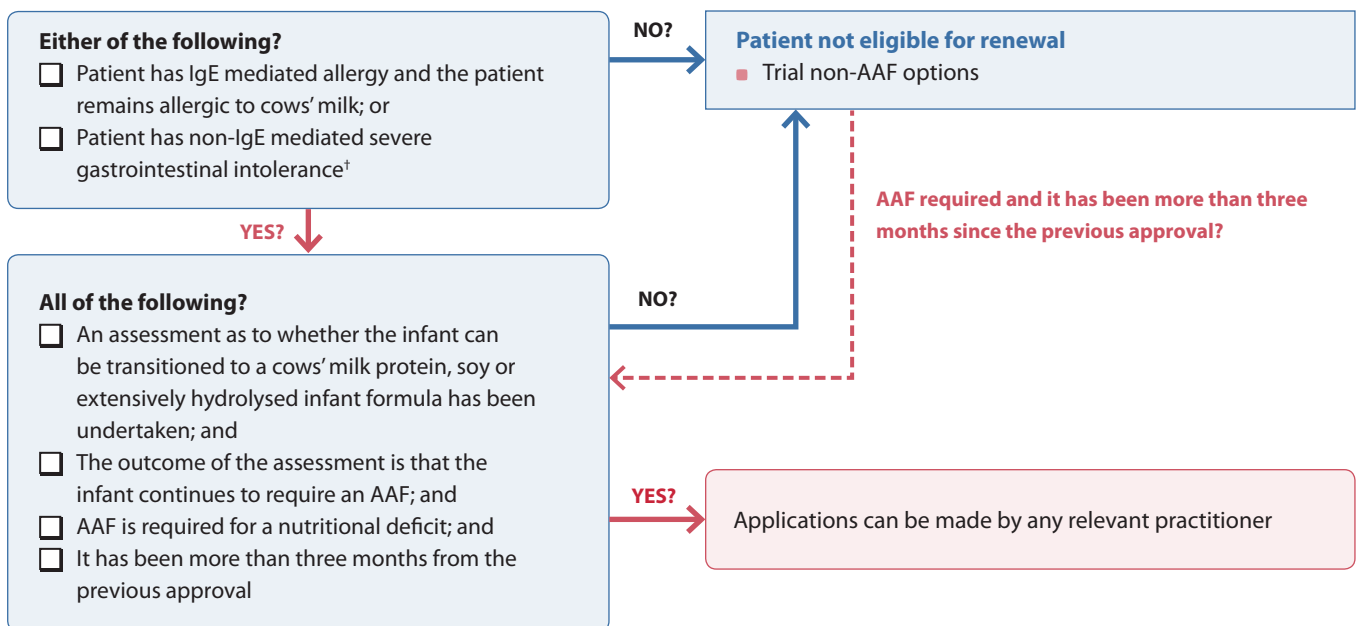 Either of the following?
Patient has IgE mediated allergy and the patient
remains allergic to cows' milk; or
Patient has non-IgE mediated severe
gastrointestinal intolerance†
NO?
Patient not eligible for renewal
Trial non-AAF options
YES?
AAF required and it has been more than three
months since the previous approval?
All of the following?
An assessment as to whether the infant can
be transitioned to a cows' milk protein, soy or
extensively hydrolysed infant formula has been
undertaken; and
The outcome of the assessment is that the
infant continues to require an AAF; and
AAF is required for a nutritional deficit; and
It has been more than three months from the
previous approval
NO?
YES?
Applications can be made by any relevant practitioner